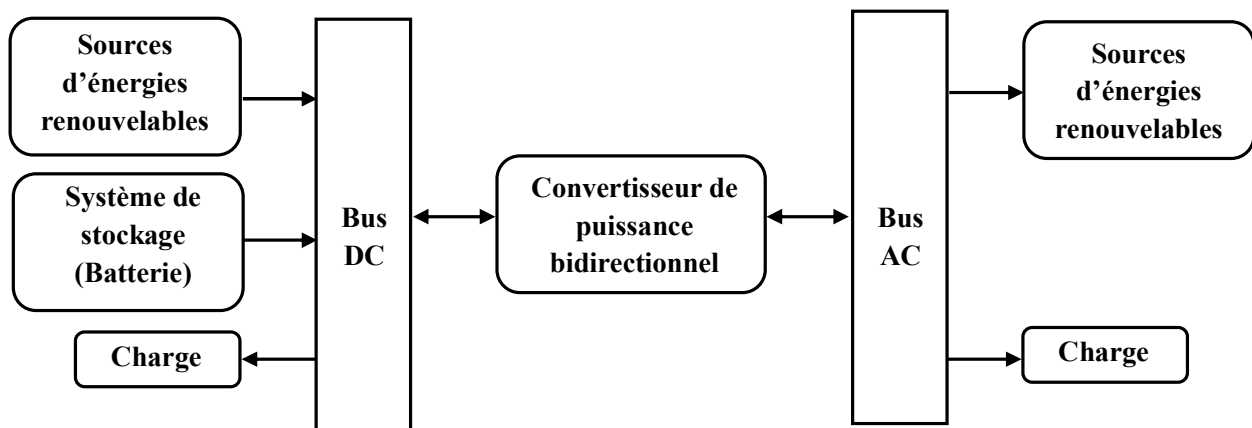 Sources
d’énergies
renouvelables
Système de
stockage
(Batterie)
Charge
Bus
DC
Convertisseur de
puissance
bidirectionnel
Bus
AC
Sources
d’énergies
renouvelables
Charge